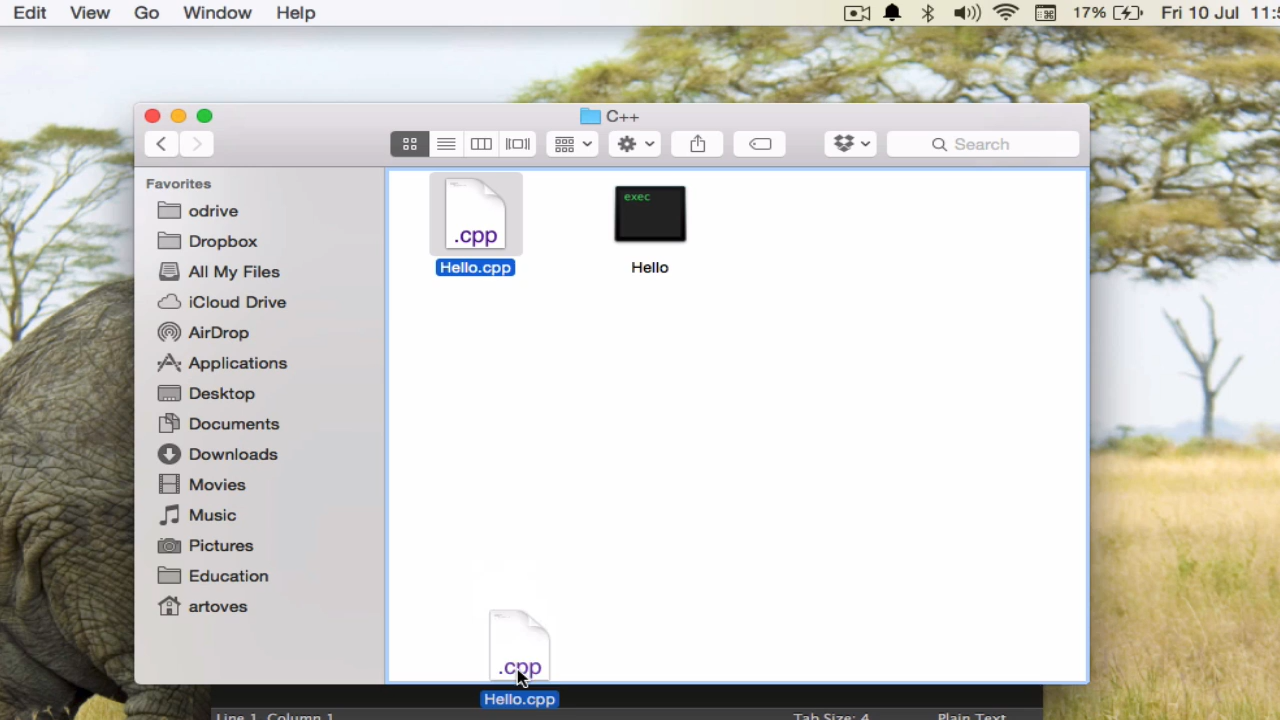 Edit View Go Window Help 17% Fri 10 Jul 11:5
C++
Search
Favorites
odrive
Dropbox
All My Files
iCloud Drive
AirDrop
Applications
Desktop
Documents
Downloads
Movies
Music
Pictures
Education
artoves
.cpp
Hello.cpp
exec
Hello
.cpp
Hello.cpp
Line 1, Column 1 Tab Size: 4 Plain Text